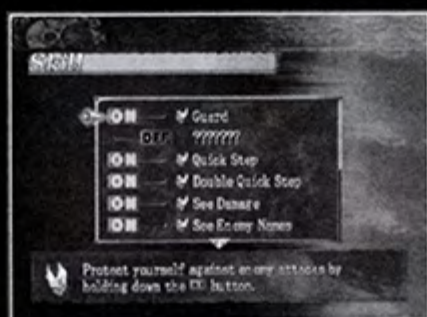 Skill
ON Guard
OFF ???????
ON Quick Step
ON Double Quick Step
ON See Damage
ON See Enemy Names
Protect yourself against enemy attacks by
holding down the button.